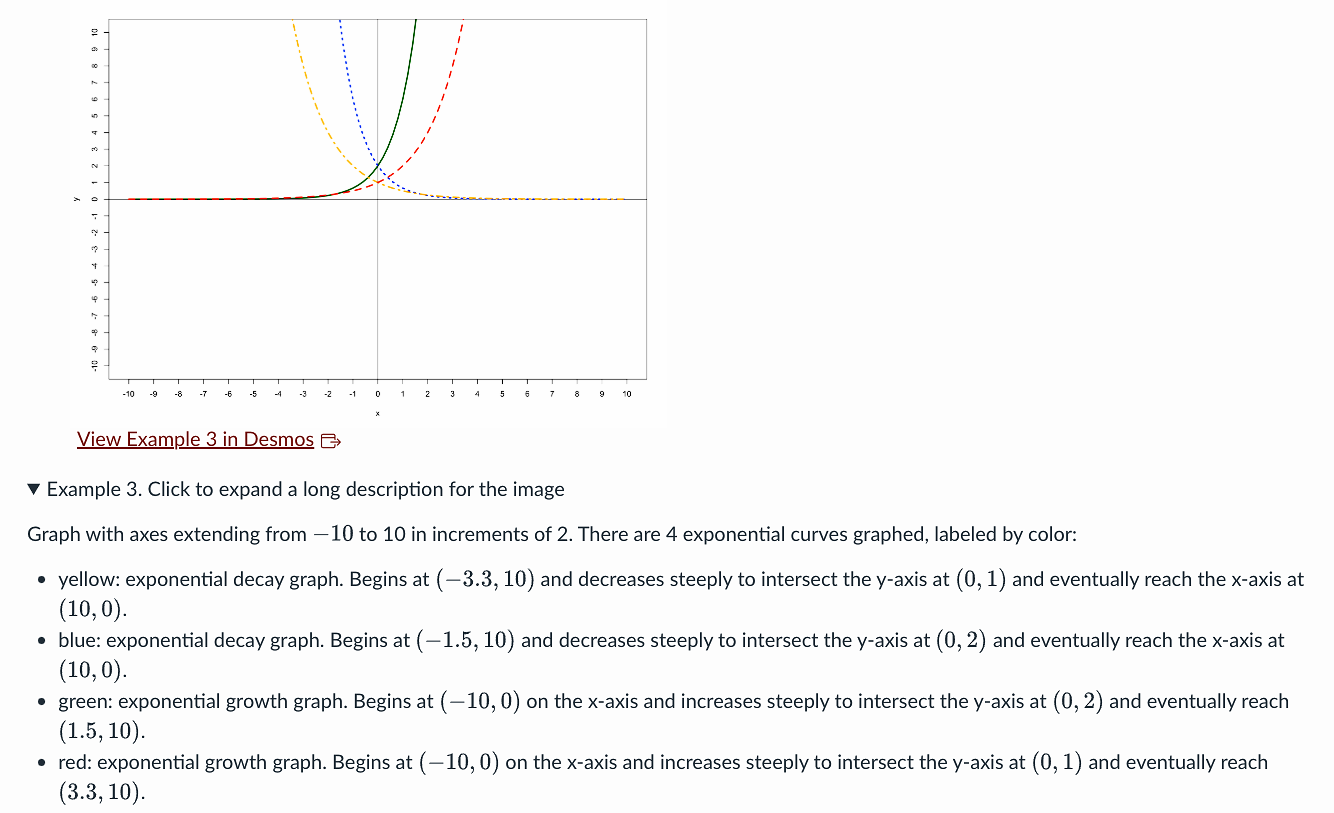 10
9
8
7
6
5
4
3
2
1
0
-1
-2
-3
-4
-5
-6
-7
-8
-9
-10
y
-10 -9 -8 -7 -6 -5 -4 -3 -2 -1 0 1 2 3 4 5 6 7 8 9 10
x
View Example 3 in Desmos
▼ Example 3. Click to expand a long description for the image
Graph with axes extending from −10 to 10 in increments of 2. There are 4 exponential curves graphed, labeled by color:
• yellow: exponential decay graph. Begins at (−3.3, 10) and decreases steeply to intersect the y-axis at (0, 1) and eventually reach the x-axis at
(10, 0).
• blue: exponential decay graph. Begins at (−1.5, 10) and decreases steeply to intersect the y-axis at (0, 2) and eventually reach the x-axis at
(10, 0).
• green: exponential growth graph. Begins at (−10, 0) on the x-axis and increases steeply to intersect the y-axis at (0, 2) and eventually reach
(1.5, 10).
• red: exponential growth graph. Begins at (−10, 0) on the x-axis and increases steeply to intersect the y-axis at (0, 1) and eventually reach
(3.3, 10).